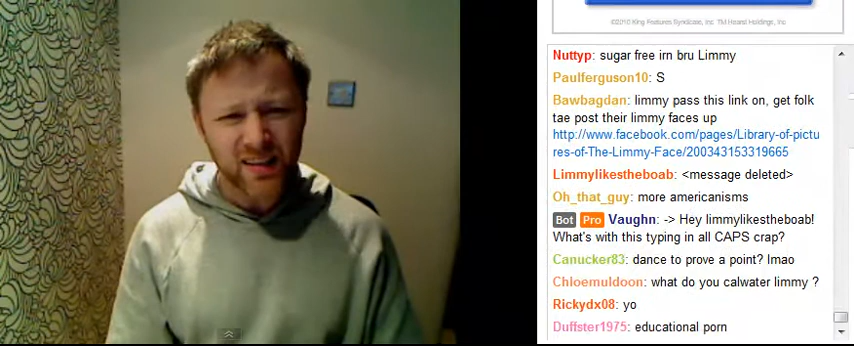 ©2010 King Features Syndicate, Inc. TM Hearst Holdings, Inc.
Nuttyp: sugar free irn bru Limmy
Paulferguson10: S
Bawbagdan: limmy pass this link on, get folk
tae post their limmy faces up
http://www.facebook.com/pages/Library-of-pictu
res-of-The-Limmy-Face/200343153319665
Limmylikestheboab: <message deleted>
Oh_that_guy: more americanisms
Bot Pro Vaughn: -> Hey limmylikestheboab!
What's with this typing in all CAPS crap?
Canucker83: dance to prove a point? lmao
Chloemuldoon: what do you calwater limmy ?
Rickydx08: yo
Duffster1975: educational porn